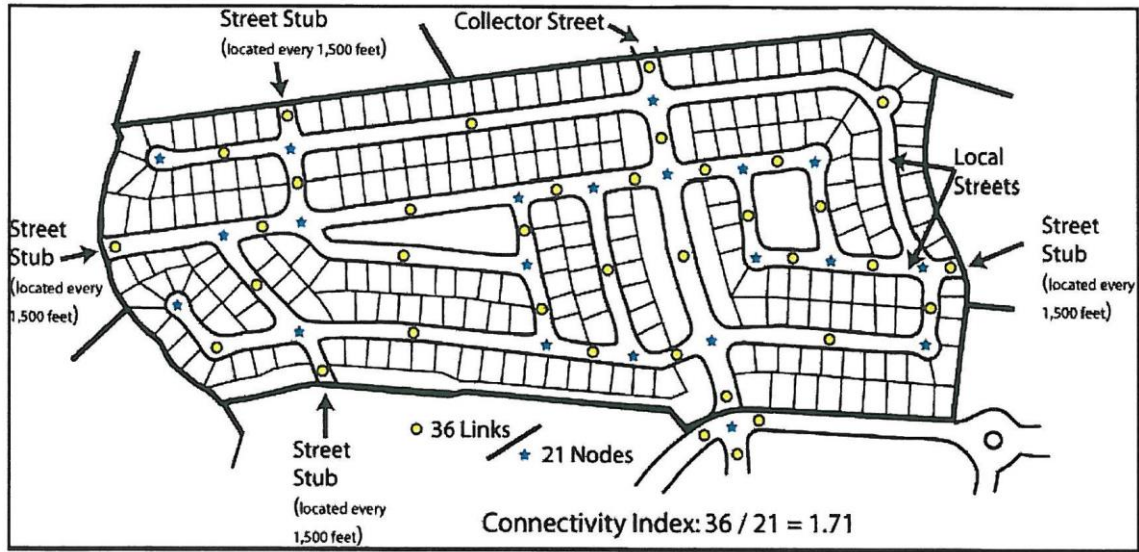 Street Stub
(located every 1,500 feet)
Collector Street
Local
Streets
Street
Stub
(located every
1,500 feet)
Street
Stub
(located every
1,500 feet)
Street
Stub
(located every
1,500 feet)
36 Links
21 Nodes
Connectivity Index: 36 / 21 = 1.71